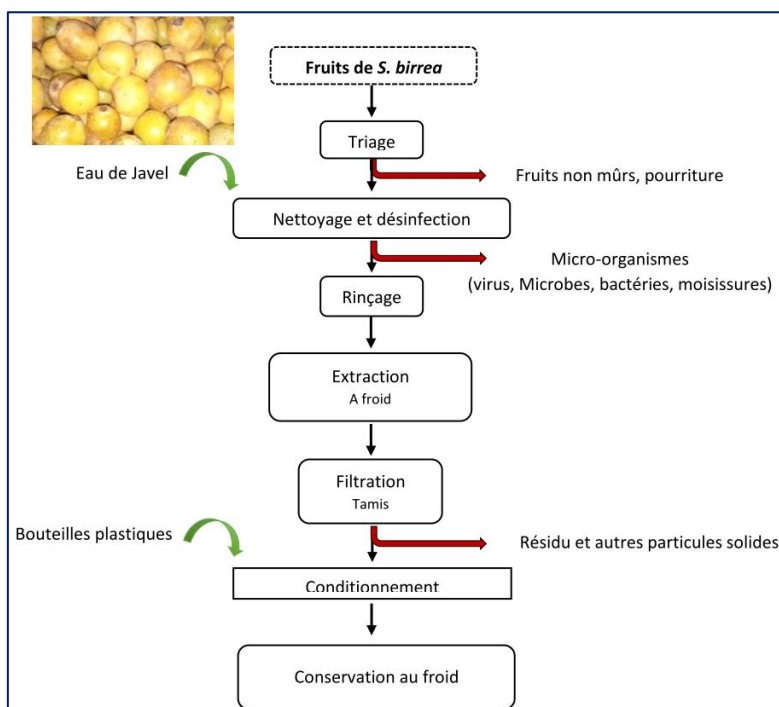 Fruits de S. birrea
Triage
Eau de Javel
Fruits non mûrs, pourriture
Nettoyage et désinfection
Micro-organismes
(virus, Microbes, bactéries, moisissures)
Rinçage
Extraction
A froid
Filtration
Tamis
Bouteilles plastiques
Résidu et autres particules solides
Conditionnement
Conservation au froid